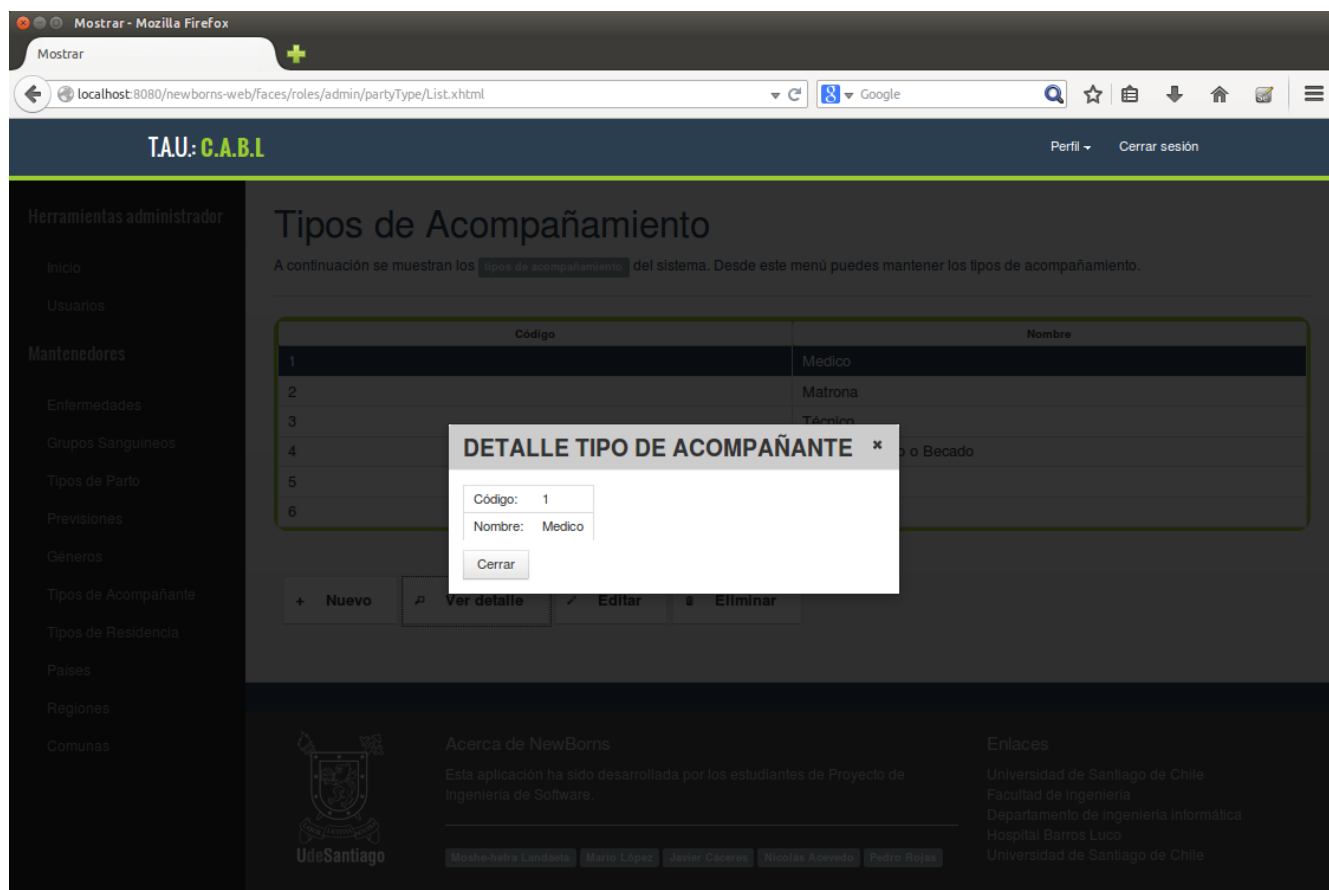 Mostrar - Mozilla Firefox
Mostrar
localhost:8080/newborns-web/faces/roles/admin/partyType/List.xhtml
Google
T.A.U.: C.A.B.L
Perfil
Cerrar sesión
Herramientas administrador
Inicio
Usuarios
Mantenedores
Enfermedades
Grupos Sanguineos
Tipos de Parto
Previsiones
Géneros
Tipos de Acompañante
Tipos de Residencia
Países
Regiones
Comunas
Tipos de Acompañamiento
A continuación se muestran los tipos de acompañamiento del sistema. Desde este menú puedes mantener los tipos de acompañamiento.
Código Nombre
1 Medico
2 Matrona
3 Técnico
4 o Becado
5
6
DETALLE TIPO DE ACOMPAÑANTE
Código: 1
Nombre: Medico
Cerrar
+ Nuevo
Ver detalle
Editar
Eliminar
UdeSantiago
Acerca de NewBorns
Esta aplicación ha sido desarrollada por los estudiantes de Proyecto de
Ingeniería de Software.
Moshe-hetra Landaeta Mario López Javier Cáceres Nicolás Acevedo Pedro Rojas
Enlaces
Universidad de Santiago de Chile
Facultad de ingeniería
Departamento de ingeniería informática
Hospital Barros Luco
Universidad de Santiago de Chile